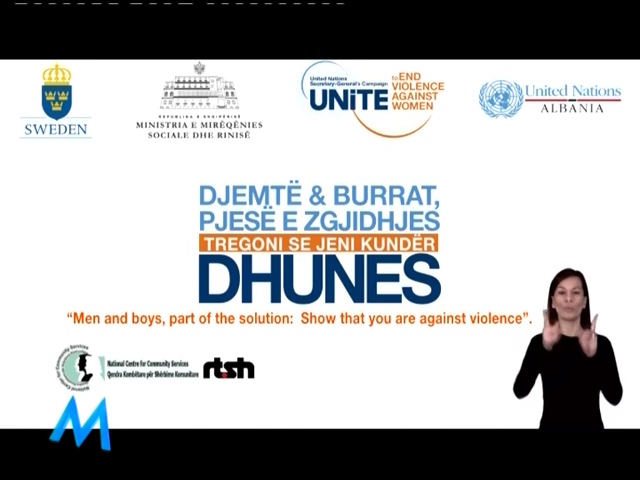 SWEDEN
REPUBLIKA E SHQIPËRISË
MINISTRIA E MIRËQËNIES
SOCIALE DHE RINISË
United Nations
Secretary-General's Campaign
UNiTE
to END
VIOLENCE
AGAINST
WOMEN
United Nations
ALBANIA
DJEMTË & BURRAT,
PJESË E ZGJIDHJES
TREGONI SE JENI KUNDËR
DHUNES
“Men and boys, part of the solution: Show that you are against violence”.
National Centre for Community Services
Qendra Kombëtare për Shërbime Komunitare
rtsh
M